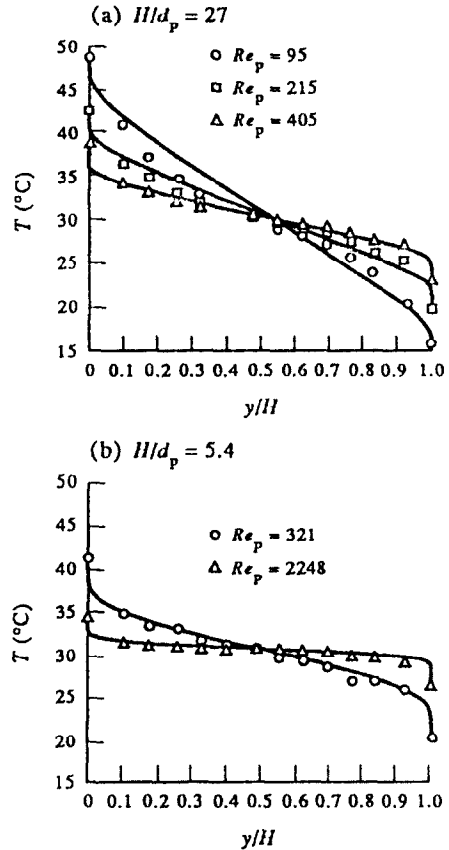 (a) H/dp = 27
50
45
40
35
30
25
20
15
T (°C)
Rep = 95
Rep = 215
Rep = 405
0 0.1 0.2 0.3 0.4 0.5 0.6 0.7 0.8 0.9 1.0
y/H
(b) H/dp = 5.4
50
45
40
35
30
25
20
15
T (°C)
Rep = 321
Rep = 2248
0 0.1 0.2 0.3 0.4 0.5 0.6 0.7 0.8 0.9 1.0
y/H